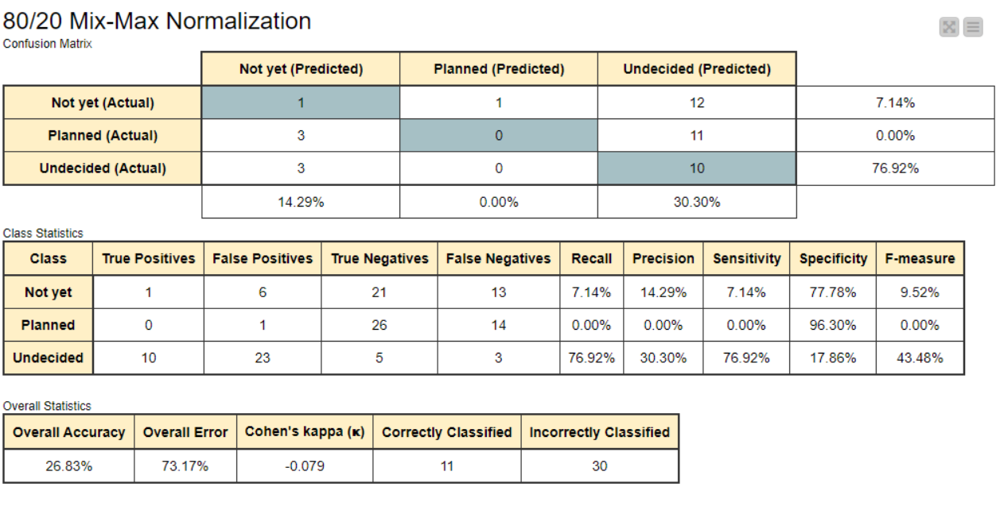 80/20 Mix-Max Normalization
Confusion Matrix
Not yet (Predicted) Planned (Predicted) Undecided (Predicted)
Not yet (Actual) 1 1 12 7.14%
Planned (Actual) 3 0 11 0.00%
Undecided (Actual) 3 0 10 76.92%
14.29% 0.00% 30.30%
Class Statistics
Class True Positives False Positives True Negatives False Negatives Recall Precision Sensitivity Specificity F-measure
Not yet 1 6 21 13 7.14% 14.29% 7.14% 77.78% 9.52%
Planned 0 1 26 14 0.00% 0.00% 0.00% 96.30% 0.00%
Undecided 10 23 5 3 76.92% 30.30% 76.92% 17.86% 43.48%
Overall Statistics
Overall Accuracy Overall Error Cohen's kappa (κ) Correctly Classified Incorrectly Classified
26.83% 73.17% -0.079 11 30